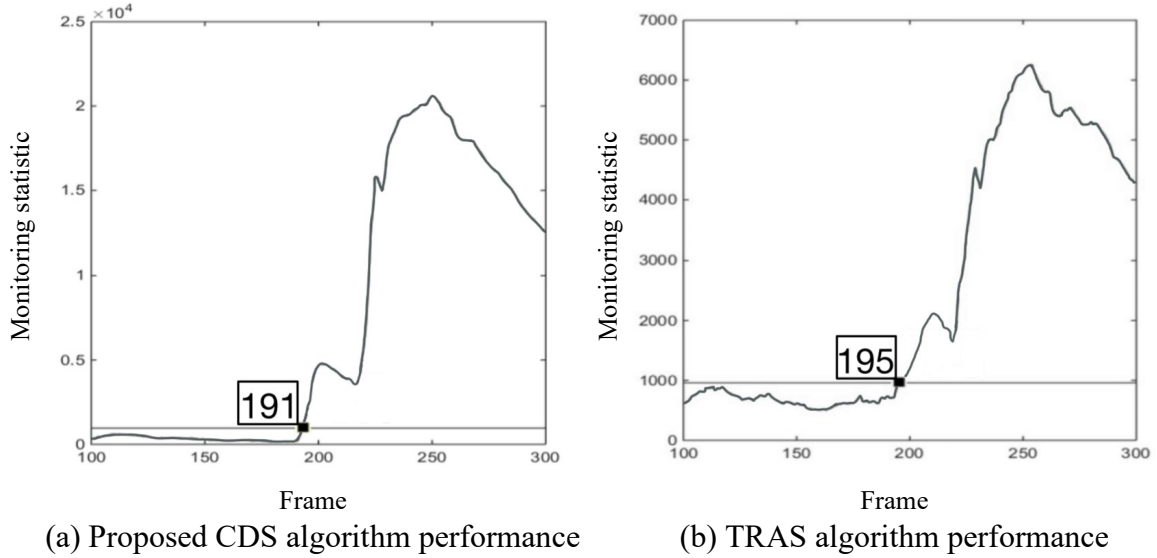 2.5 × 10⁴
2
1.5
1
0.5
0
191
100 150 200 250 300
Monitoring statistic
Frame
(a) Proposed CDS algorithm performance
7000
6000
5000
4000
3000
2000
1000
0
195
100 150 200 250 300
Monitoring statistic
Frame
(b) TRAS algorithm performance